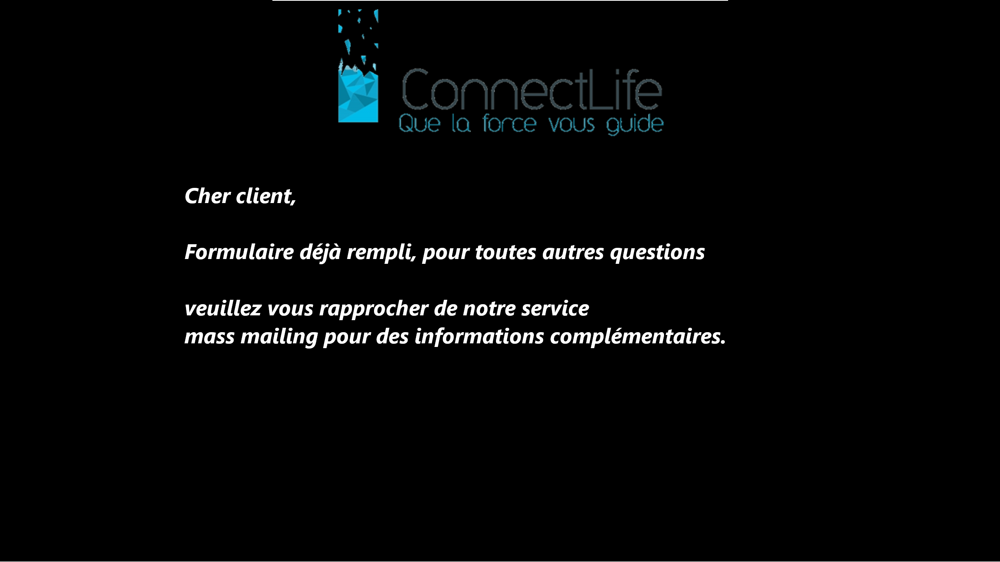 ConnectLife
Que la force vous guide
Cher client,
Formulaire déjà rempli, pour toutes autres questions
veuillez vous rapprocher de notre service
mass mailing pour des informations complémentaires.